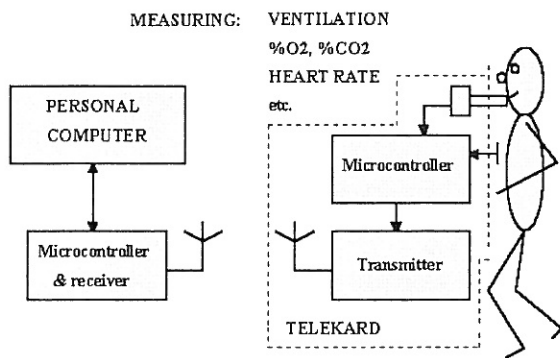 MEASURING: VENTILATION
%O2, %CO2
HEART RATE
etc.
PERSONAL
COMPUTER
Microcontroller
Microcontroller
& receiver
Transmitter
TELEKARD